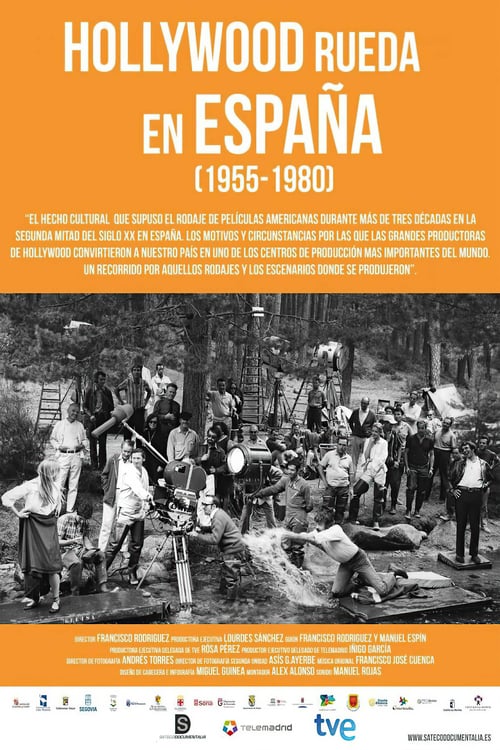 HOLLYWOOD RUEDA
EN ESPAÑA
(1955-1980)
"EL HECHO CULTURAL QUE SUPUSO EL RODAJE DE PELÍCULAS AMERICANAS DURANTE MÁS DE TRES DÉCADAS EN LA
SEGUNDA MITAD DEL SIGLO XX EN ESPAÑA. LOS MOTIVOS Y CIRCUNSTANCIAS POR LAS QUE LAS GRANDES PRODUCTORAS
DE HOLLYWOOD CONVIRTIERON A NUESTRO PAÍS EN UNO DE LOS CENTROS DE PRODUCCIÓN MAS IMPORTANTES DEL MUNDO.
UN RECORRIDO POR AQUELLOS RODAJES Y LOS ESCENARIOS DONDE SE PRODUJERON".
DIRECTOR FRANCISCO RODRIGUEZ PRODUCTORA EJECUTIVA LOURDES SÁNCHEZ GUION FRANCISCO RODRIGUEZ Y MANUEL ESPÍN
PRODUCTORA EJECUTIVA DELEGADA DE TVE ROSA PÉREZ PRODUCTOR EJECUTIVO DELEGADO DE TELEMADRID IÑIGO GARCÍA
DIRECTOR DE FOTOGRAFÍA ANDRÉS TORRES DIRECTOR DE FOTOGRAFÍA SEGUNDA UNIDAD ASÍS G.AYERBE MÚSICA ORIGINAL FRANCISCO JOSÉ CUENCA
DISEÑO DE CABECERA E INFOGRAFÍA MIGUEL GUINEA MONTADOR ALEX ALONSO SONIDO MANUEL ROJAS
SEGOVIA
Soria
S
SATECO DOCUMENTALIA
TELEMADRID
tve
WWW.SATECODOCUMENTALIA.ES